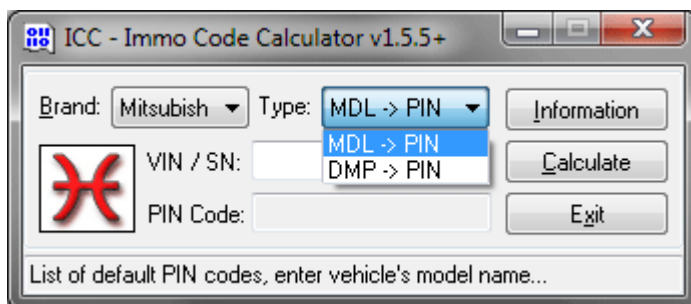 ICC - Immo Code Calculator v1.5.5+
Brand: Mitsubish Type: MDL -> PIN Information
MDL -> PIN
DMP -> PIN
VIN / SN: Calculate
PIN Code: Exit
List of default PIN codes, enter vehicle's model name...